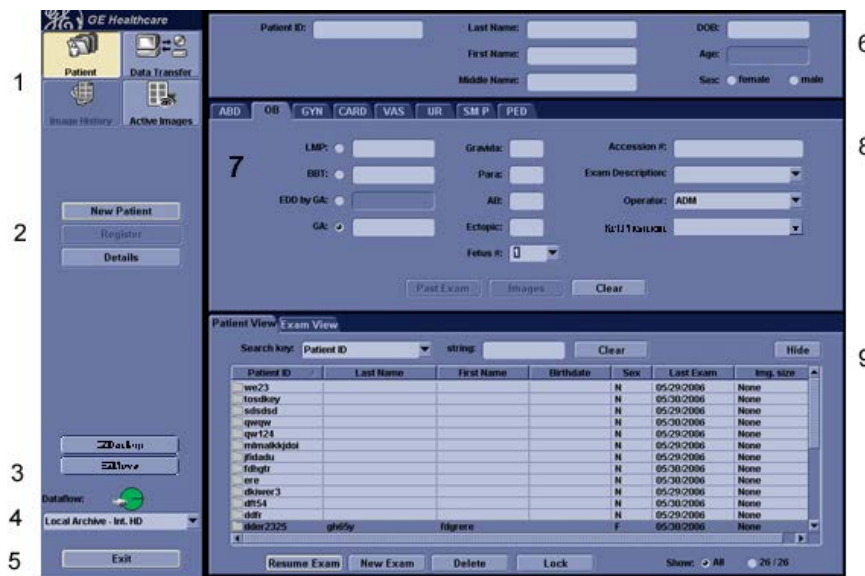 GE Healthcare
Patient
Data Transfer
Image History
Active Images
1
New Patient
Register
Details
2
3
Dataflow:
4
Local Archive - Int. HD
5
Exit
Patient ID:
Last Name:
DOB:
6
First Name:
Age:
Middle Name:
Sex: female male
ABD OB GYN CARD VAS UR SM P PED
7
LMP:
Gravida:
Accession #:
8
BBT:
Para:
Exam Description:
EDD by GA:
AB:
Operator: ADM
GA:
Ectopic:
Fetus #: 1
Past Exam Images Clear
Patient View Exam View
Search key: Patient ID string: Clear Hide
9
Patient ID Last Name First Name Birthdate Sex Last Exam Img. size
we23 N 05/29/2006 None
tosdkey N 05/30/2006 None
sdsdsd N 05/29/2006 None
qwqw N 05/30/2006 None
qw124 N 05/29/2006 None
mlmalkkjdoi N 05/30/2006 None
jfidadu N 05/29/2006 None
fdhgtr N 05/30/2006 None
ere N 05/30/2006 None
dkiwer3 N 05/29/2006 None
dft54 N 05/30/2006 None
ddfr N 05/29/2006 None
dder2325 gh65y fdgrere F 05/30/2006 None
Resume Exam New Exam Delete Lock Show: All 26 / 26